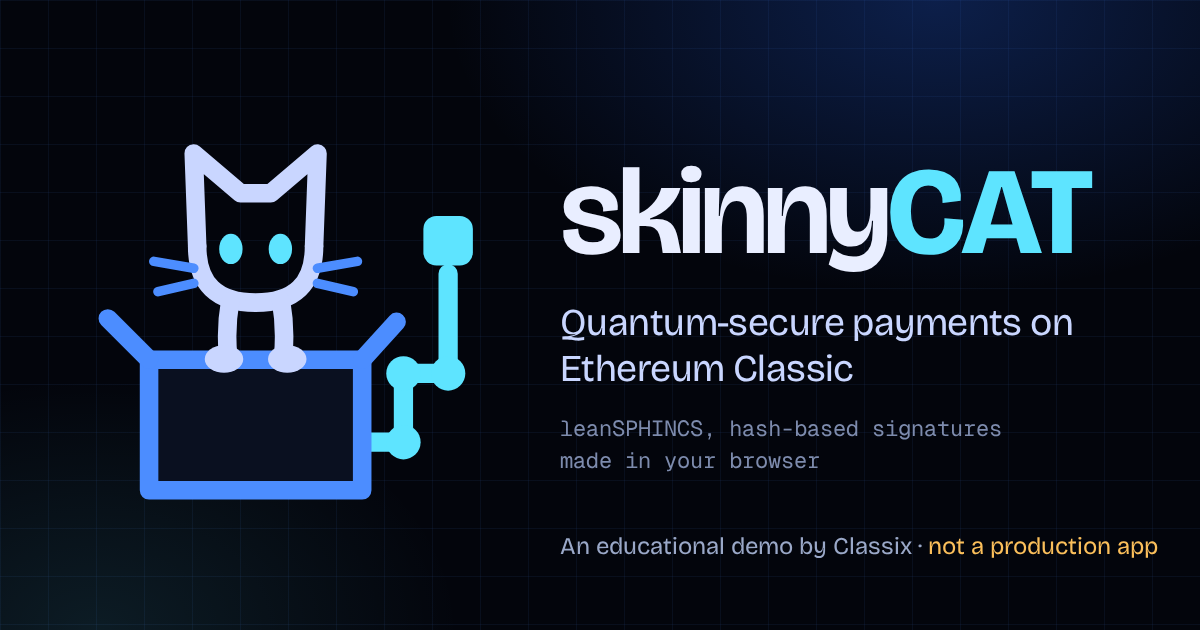 skinnyCAT
Quantum-secure payments on
Ethereum Classic
leanSPHINCS, hash-based signatures
made in your browser
An educational demo by Classix · not a production app